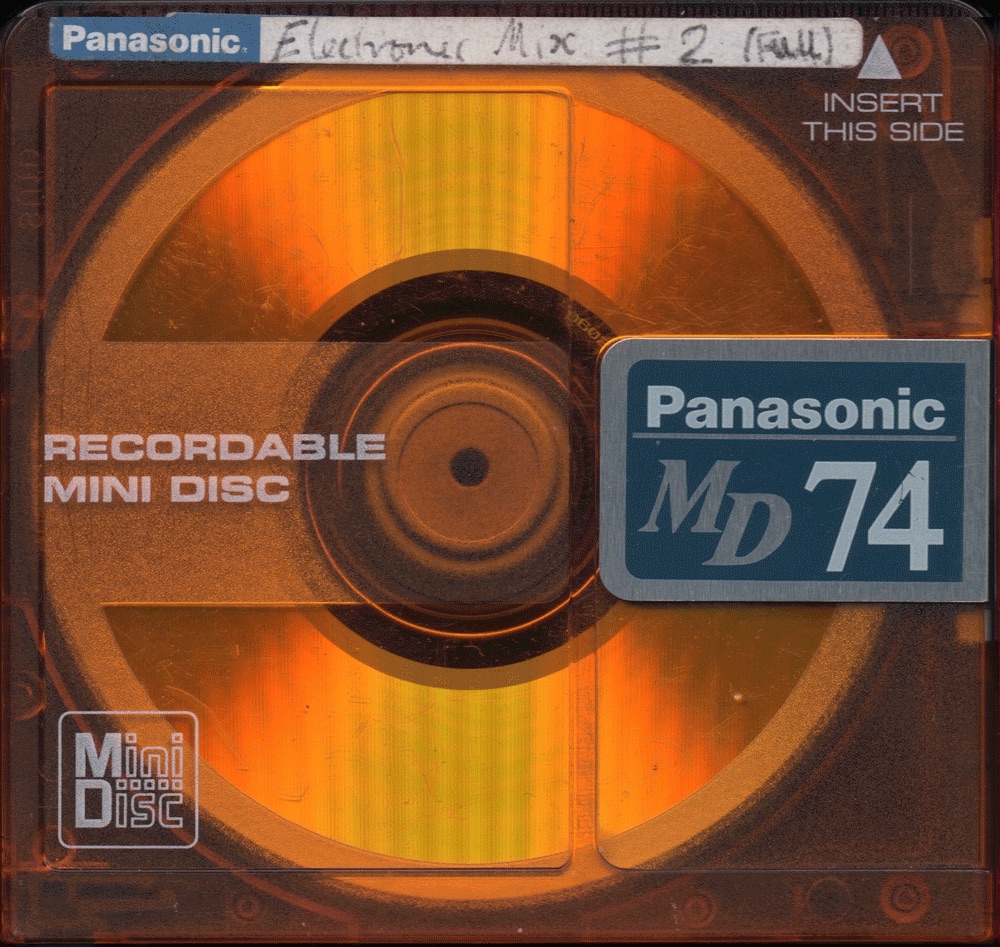 Panasonic. Electronic Mix # 2 (Full)
INSERT
THIS SIDE
Panasonic
MD 74
RECORDABLE
MINI DISC
Mini
Disc